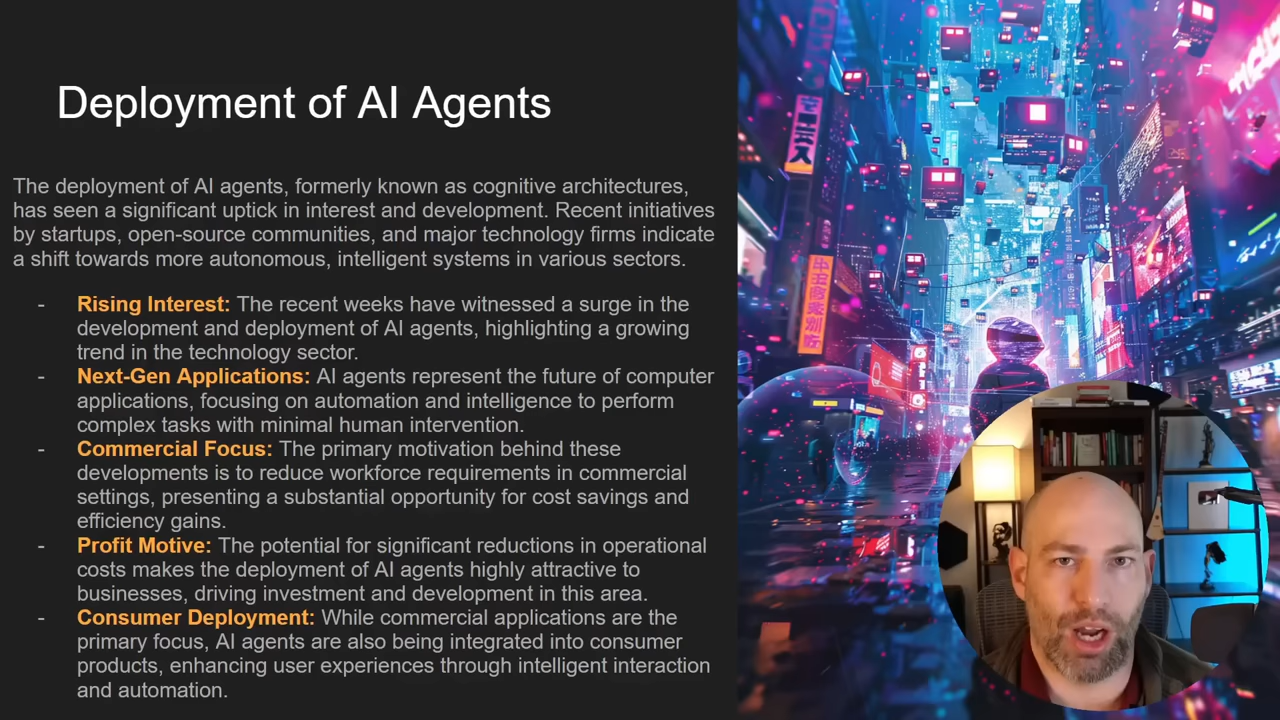 Deployment of AI Agents
The deployment of AI agents, formerly known as cognitive architectures,
has seen a significant uptick in interest and development. Recent initiatives
by startups, open-source communities, and major technology firms indicate
a shift towards more autonomous, intelligent systems in various sectors.
- Rising Interest: The recent weeks have witnessed a surge in the
development and deployment of AI agents, highlighting a growing
trend in the technology sector.
- Next-Gen Applications: AI agents represent the future of computer
applications, focusing on automation and intelligence to perform
complex tasks with minimal human intervention.
- Commercial Focus: The primary motivation behind these
developments is to reduce workforce requirements in commercial
settings, presenting a substantial opportunity for cost savings and
efficiency gains.
- Profit Motive: The potential for significant reductions in operational
costs makes the deployment of AI agents highly attractive to
businesses, driving investment and development in this area.
- Consumer Deployment: While commercial applications are the
primary focus, AI agents are also being integrated into consumer
products, enhancing user experiences through intelligent interaction
and automation.